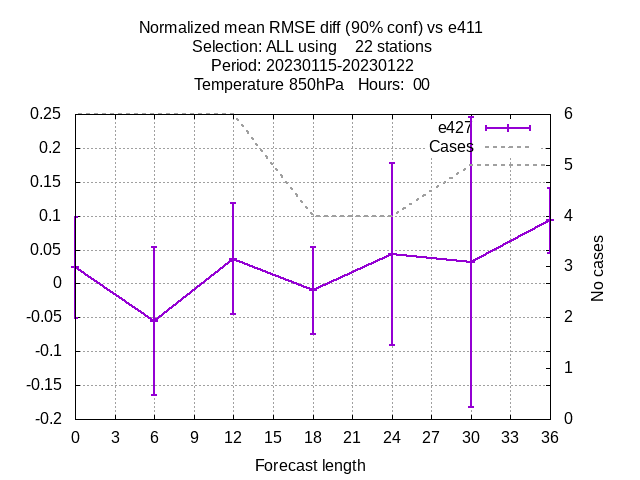 Normalized mean RMSE diff (90% conf) vs e411
Selection: ALL using    22 stations
Period: 20230115-20230122
Temperature 850hPa   Hours:  00
0.25
0.2
0.15
0.1
0.05
0
-0.05
-0.1
-0.15
-0.2
e427
Cases
6
5
4
3
2
1
0
No cases
0 3 6 9 12 15 18 21 24 27 30 33 36
Forecast length